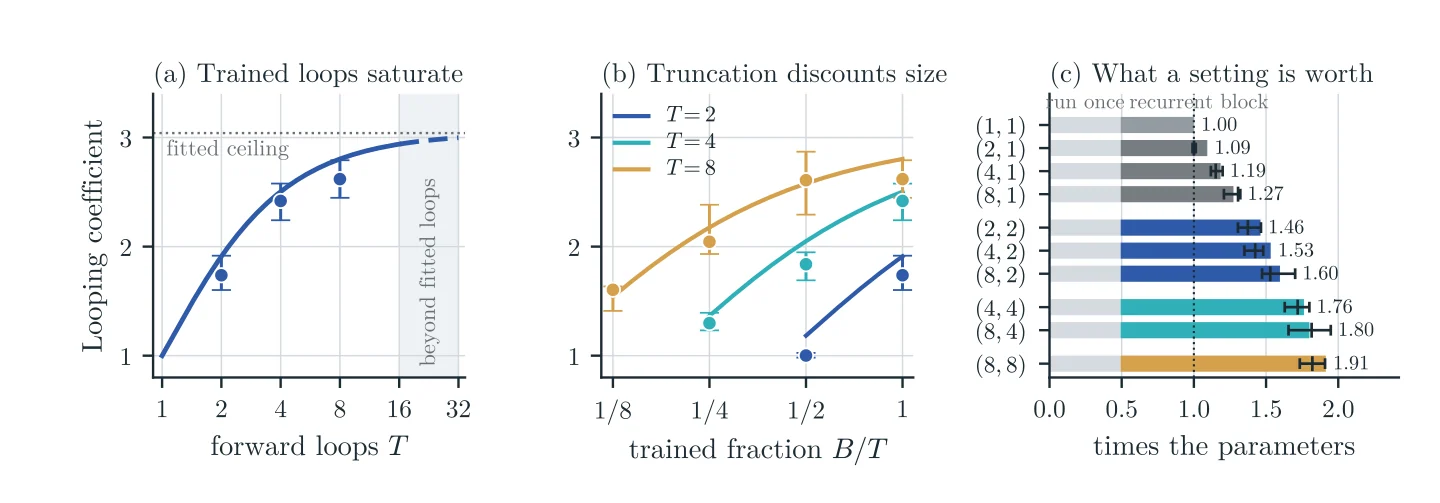 (a) Trained loops saturate
Looping coefficient
3
2
1
fitted ceiling
beyond fitted loops
1 2 4 8 16 32
forward loops T
(b) Truncation discounts size
T = 2
T = 4
T = 8
3
2
1
1/8 1/4 1/2 1
trained fraction B/T
(c) What a setting is worth
run once recurrent block
(1, 1) 1.00
(2, 1) 1.09
(4, 1) 1.19
(8, 1) 1.27
(2, 2) 1.46
(4, 2) 1.53
(8, 2) 1.60
(4, 4) 1.76
(8, 4) 1.80
(8, 8) 1.91
0.0 0.5 1.0 1.5 2.0
times the parameters